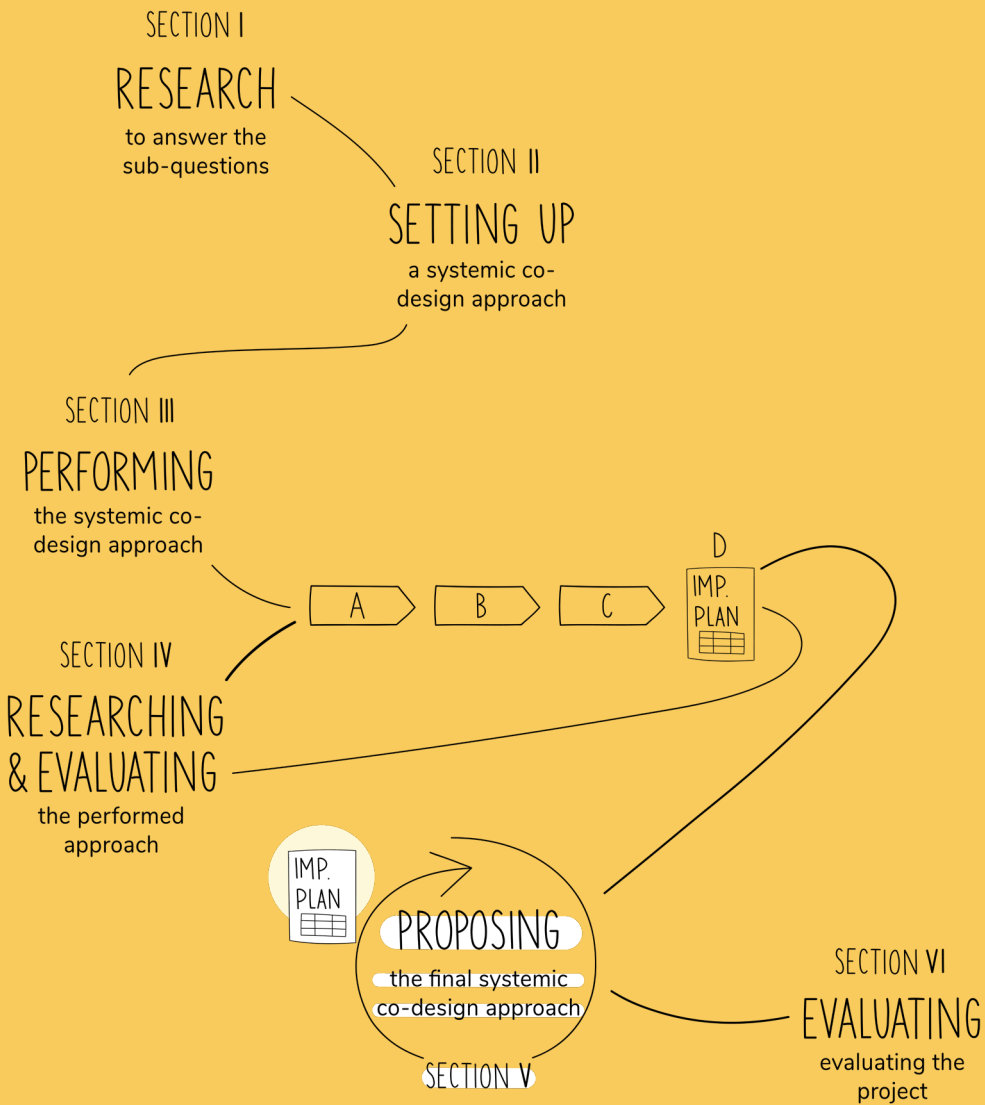 SECTION I
RESEARCH
to answer the
sub-questions
SECTION II
SETTING UP
a systemic co-
design approach
SECTION III
PERFORMING
the systemic co-
design approach
A
B
C
D
IMP.
PLAN
SECTION IV
RESEARCHING
& EVALUATING
the performed
approach
IMP.
PLAN
PROPOSING
the final systemic
co-design approach
SECTION V
SECTION VI
EVALUATING
evaluating the
project